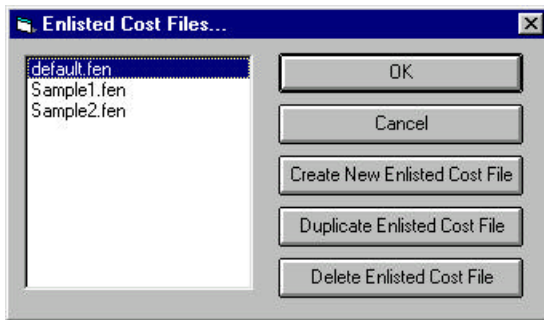 Enlisted Cost Files...
default.fen
Sample1.fen
Sample2.fen
OK
Cancel
Create New Enlisted Cost File
Duplicate Enlisted Cost File
Delete Enlisted Cost File